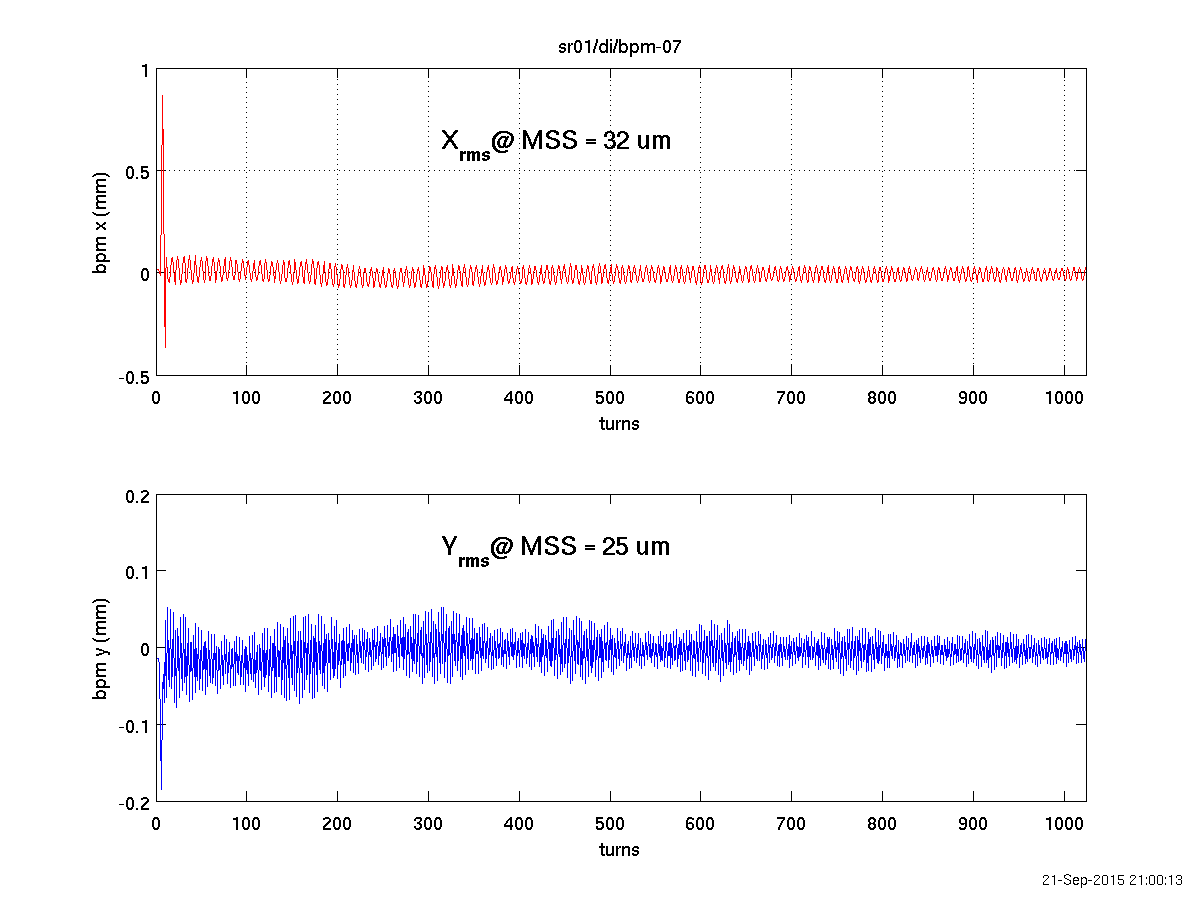 sr01/di/bpm-07
1
0.5
0
-0.5
bpm x (mm)
Xrms@ MSS = 32 um
0 100 200 300 400 500 600 700 800 900 1000
turns
0.2
0.1
0
-0.1
-0.2
bpm y (mm)
Yrms@ MSS = 25 um
0 100 200 300 400 500 600 700 800 900 1000
turns
21-Sep-2015 21:00:13